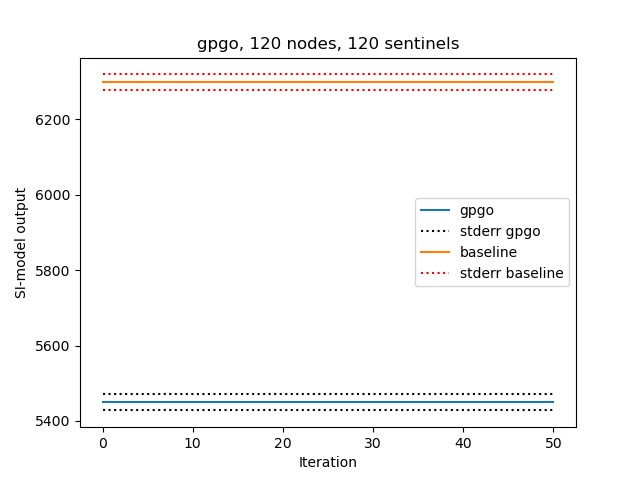 gpgo, 120 nodes, 120 sentinels
SI-model output
6200
6000
5800
5600
5400
gpgo
stderr gpgo
baseline
stderr baseline
0 10 20 30 40 50
Iteration